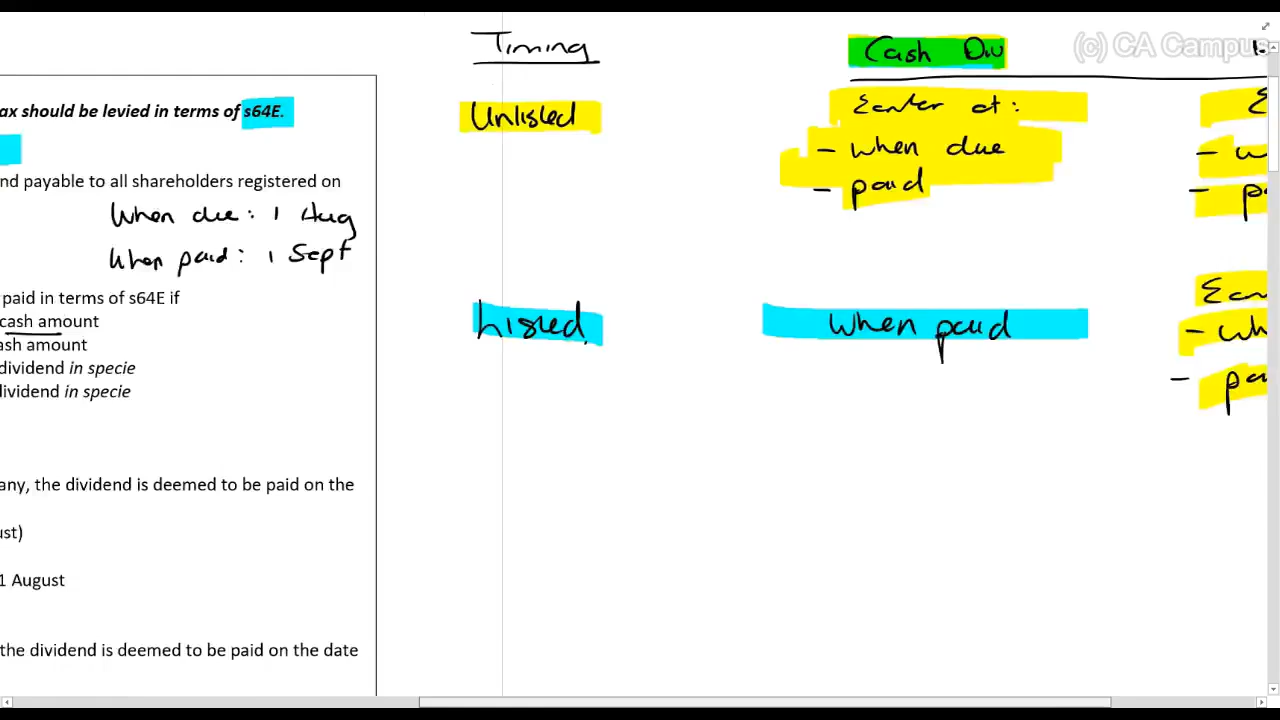 Timing
Cash Div
(c) CA Campus
ax should be levied in terms of s64E.
Unlisted
Earlier at:
- when due
- paid
nd payable to all shareholders registered on
When due: 1 Aug
When paid: 1 Sept
paid in terms of s64E if
cash amount
ash amount
dividend in specie
dividend in specie
Listed
When paid
any, the dividend is deemed to be paid on the
ust)
1 August
the dividend is deemed to be paid on the date